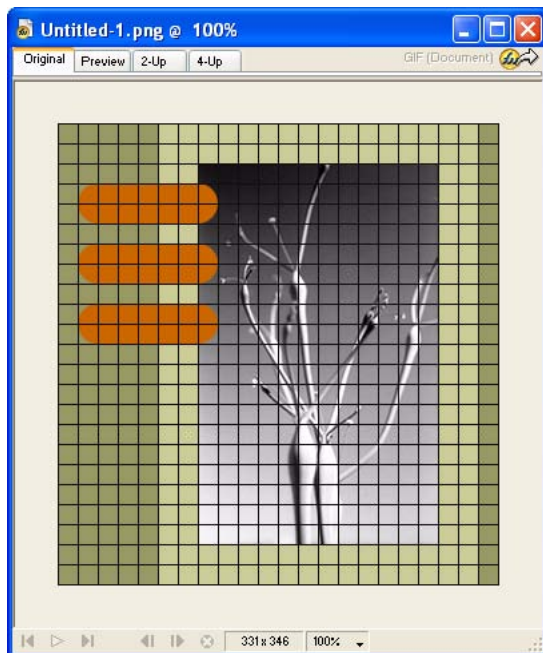 Untitled-1.png @ 100%
Original Preview 2-Up 4-Up GIF (Document)
331 x 346 100%